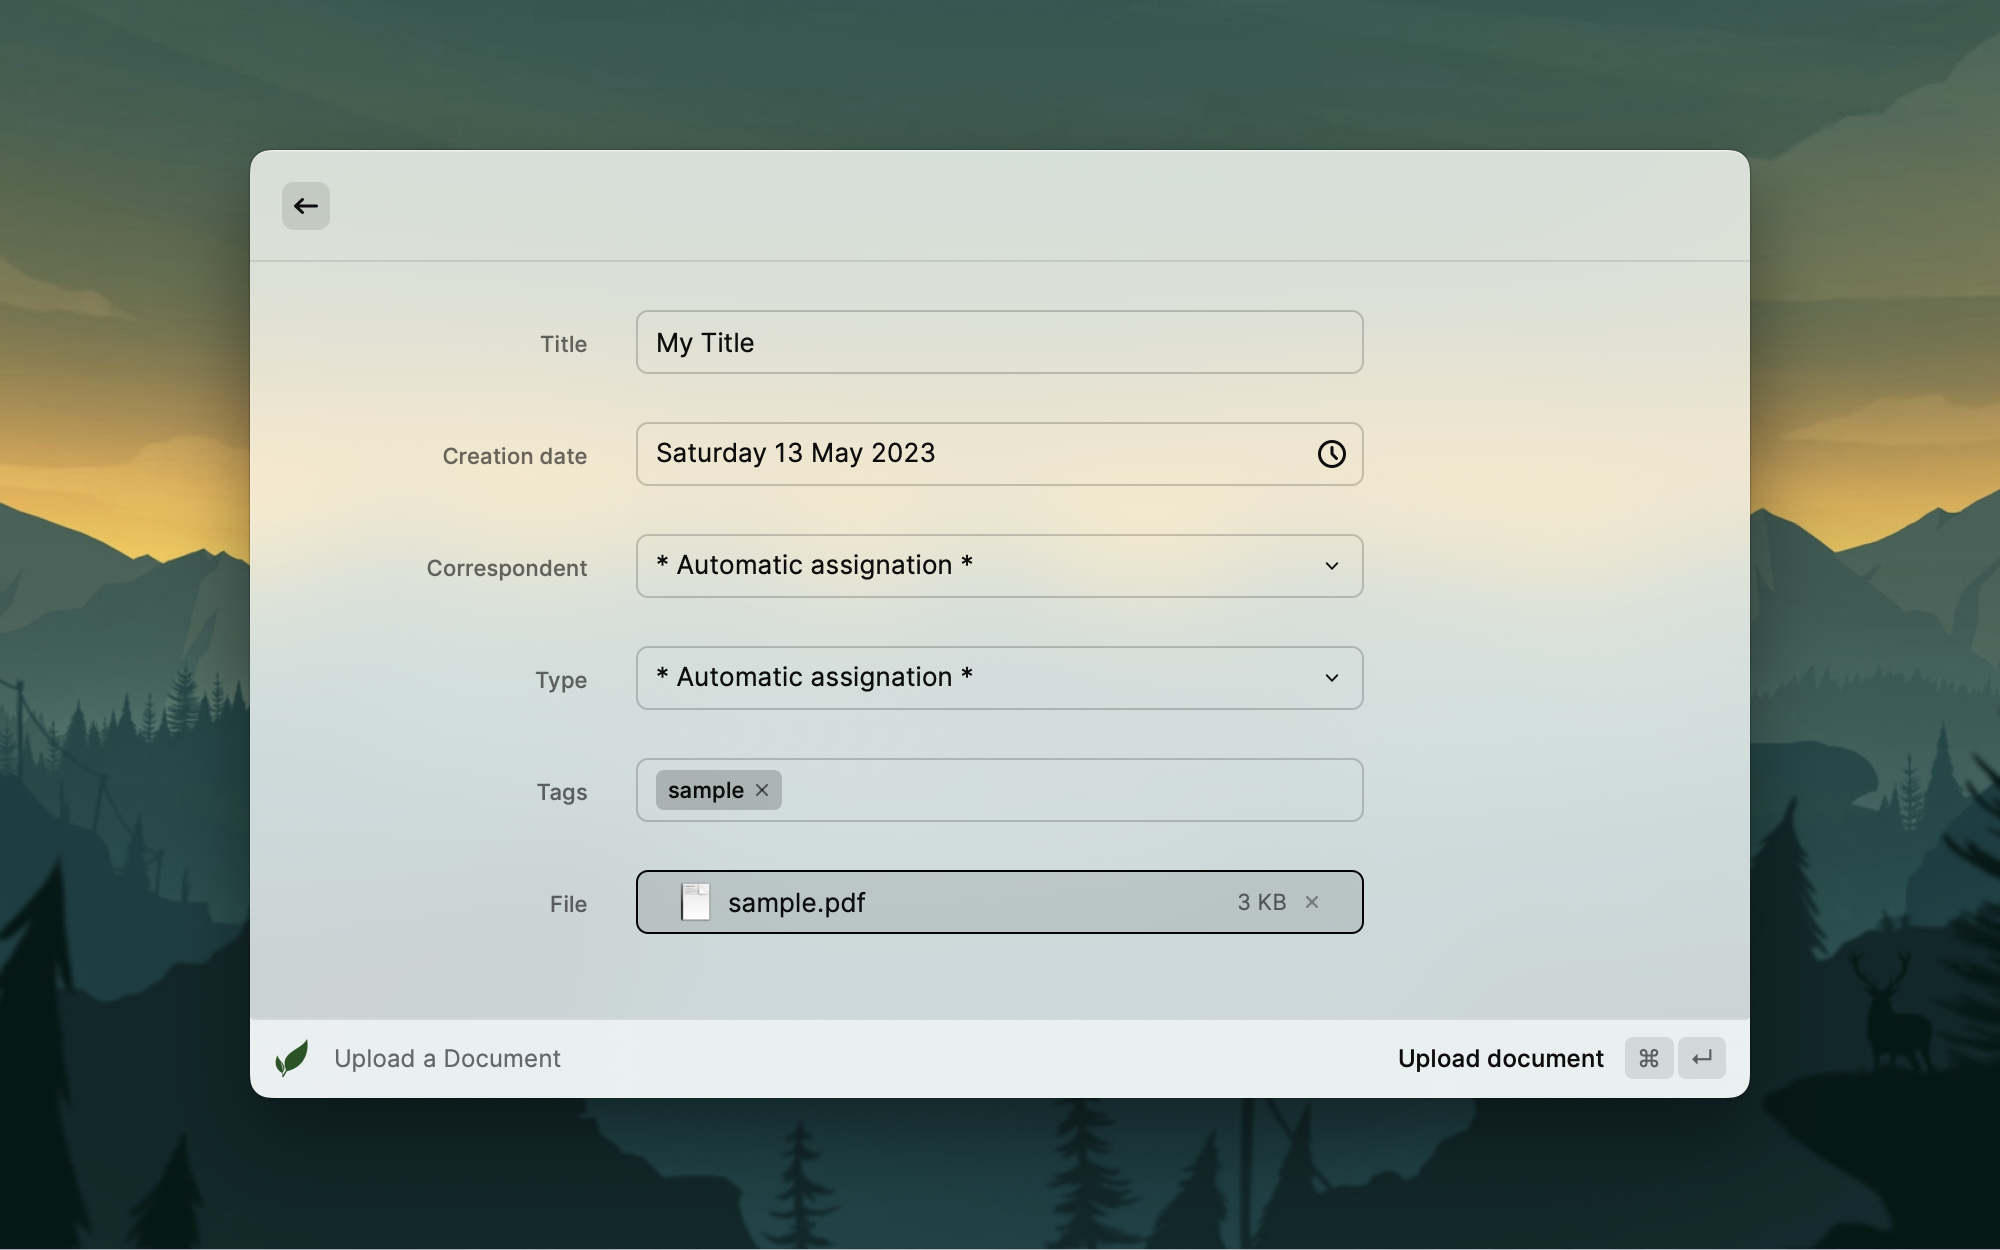 Title
My Title
Creation date
Saturday 13 May 2023
Correspondent
* Automatic assignation *
Type
* Automatic assignation *
Tags
sample ×
File
sample.pdf 3 KB ×
Upload a Document
Upload document ⌘ ↵